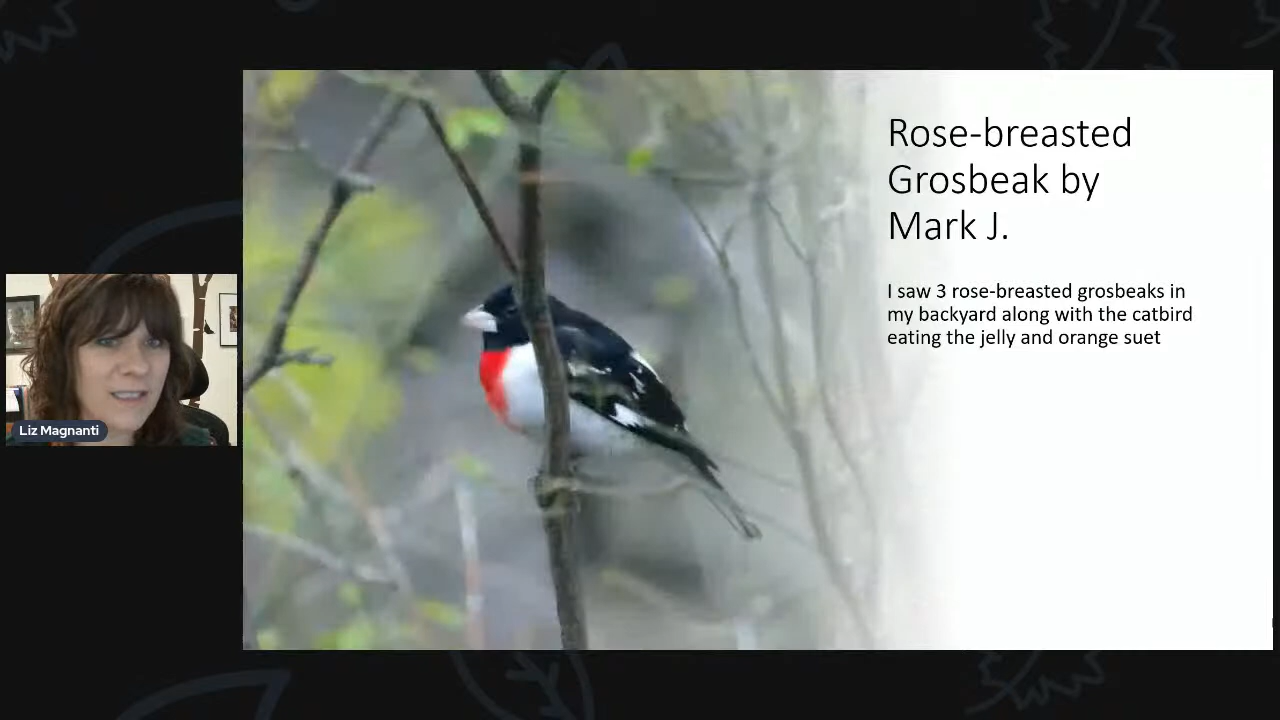 Rose-breasted
Grosbeak by
Mark J.
I saw 3 rose-breasted grosbeaks in
my backyard along with the catbird
eating the jelly and orange suet
Liz Magnanti